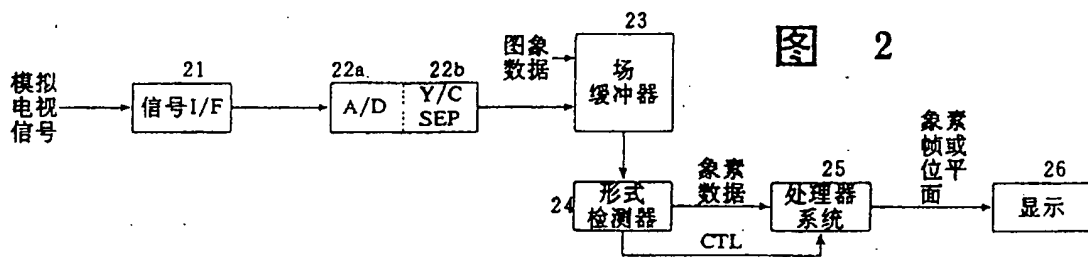 图 2
模拟
电视
信号
21
信号I/F
22a
A/D
22b
Y/C
SEP
图象
数据
23
场
缓冲器
24
形式
检测器
象素
数据
CTL
25
处理器
系统
象素
帧或
位平
面
26
显示